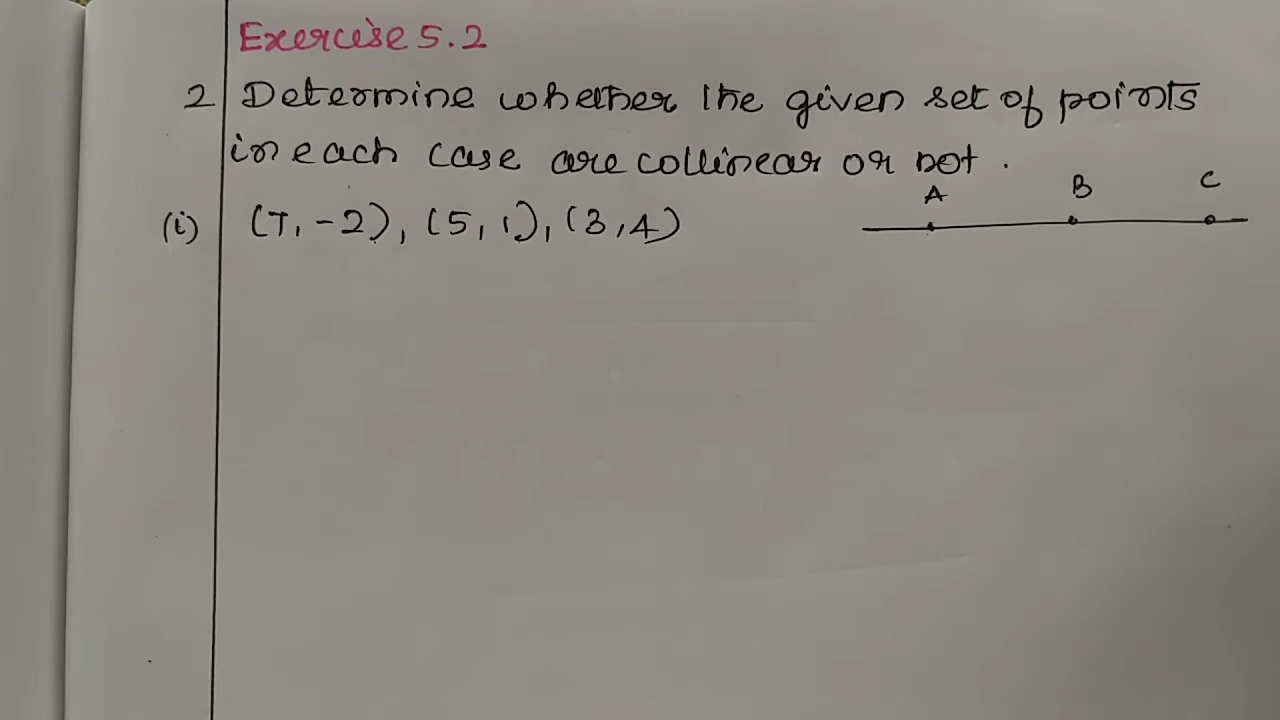 Exercise 5.2
2 Determine whether the given set of points
in each case are collinear or not.
A B C
(i) (7, -2), (5, 1), (3, 4)